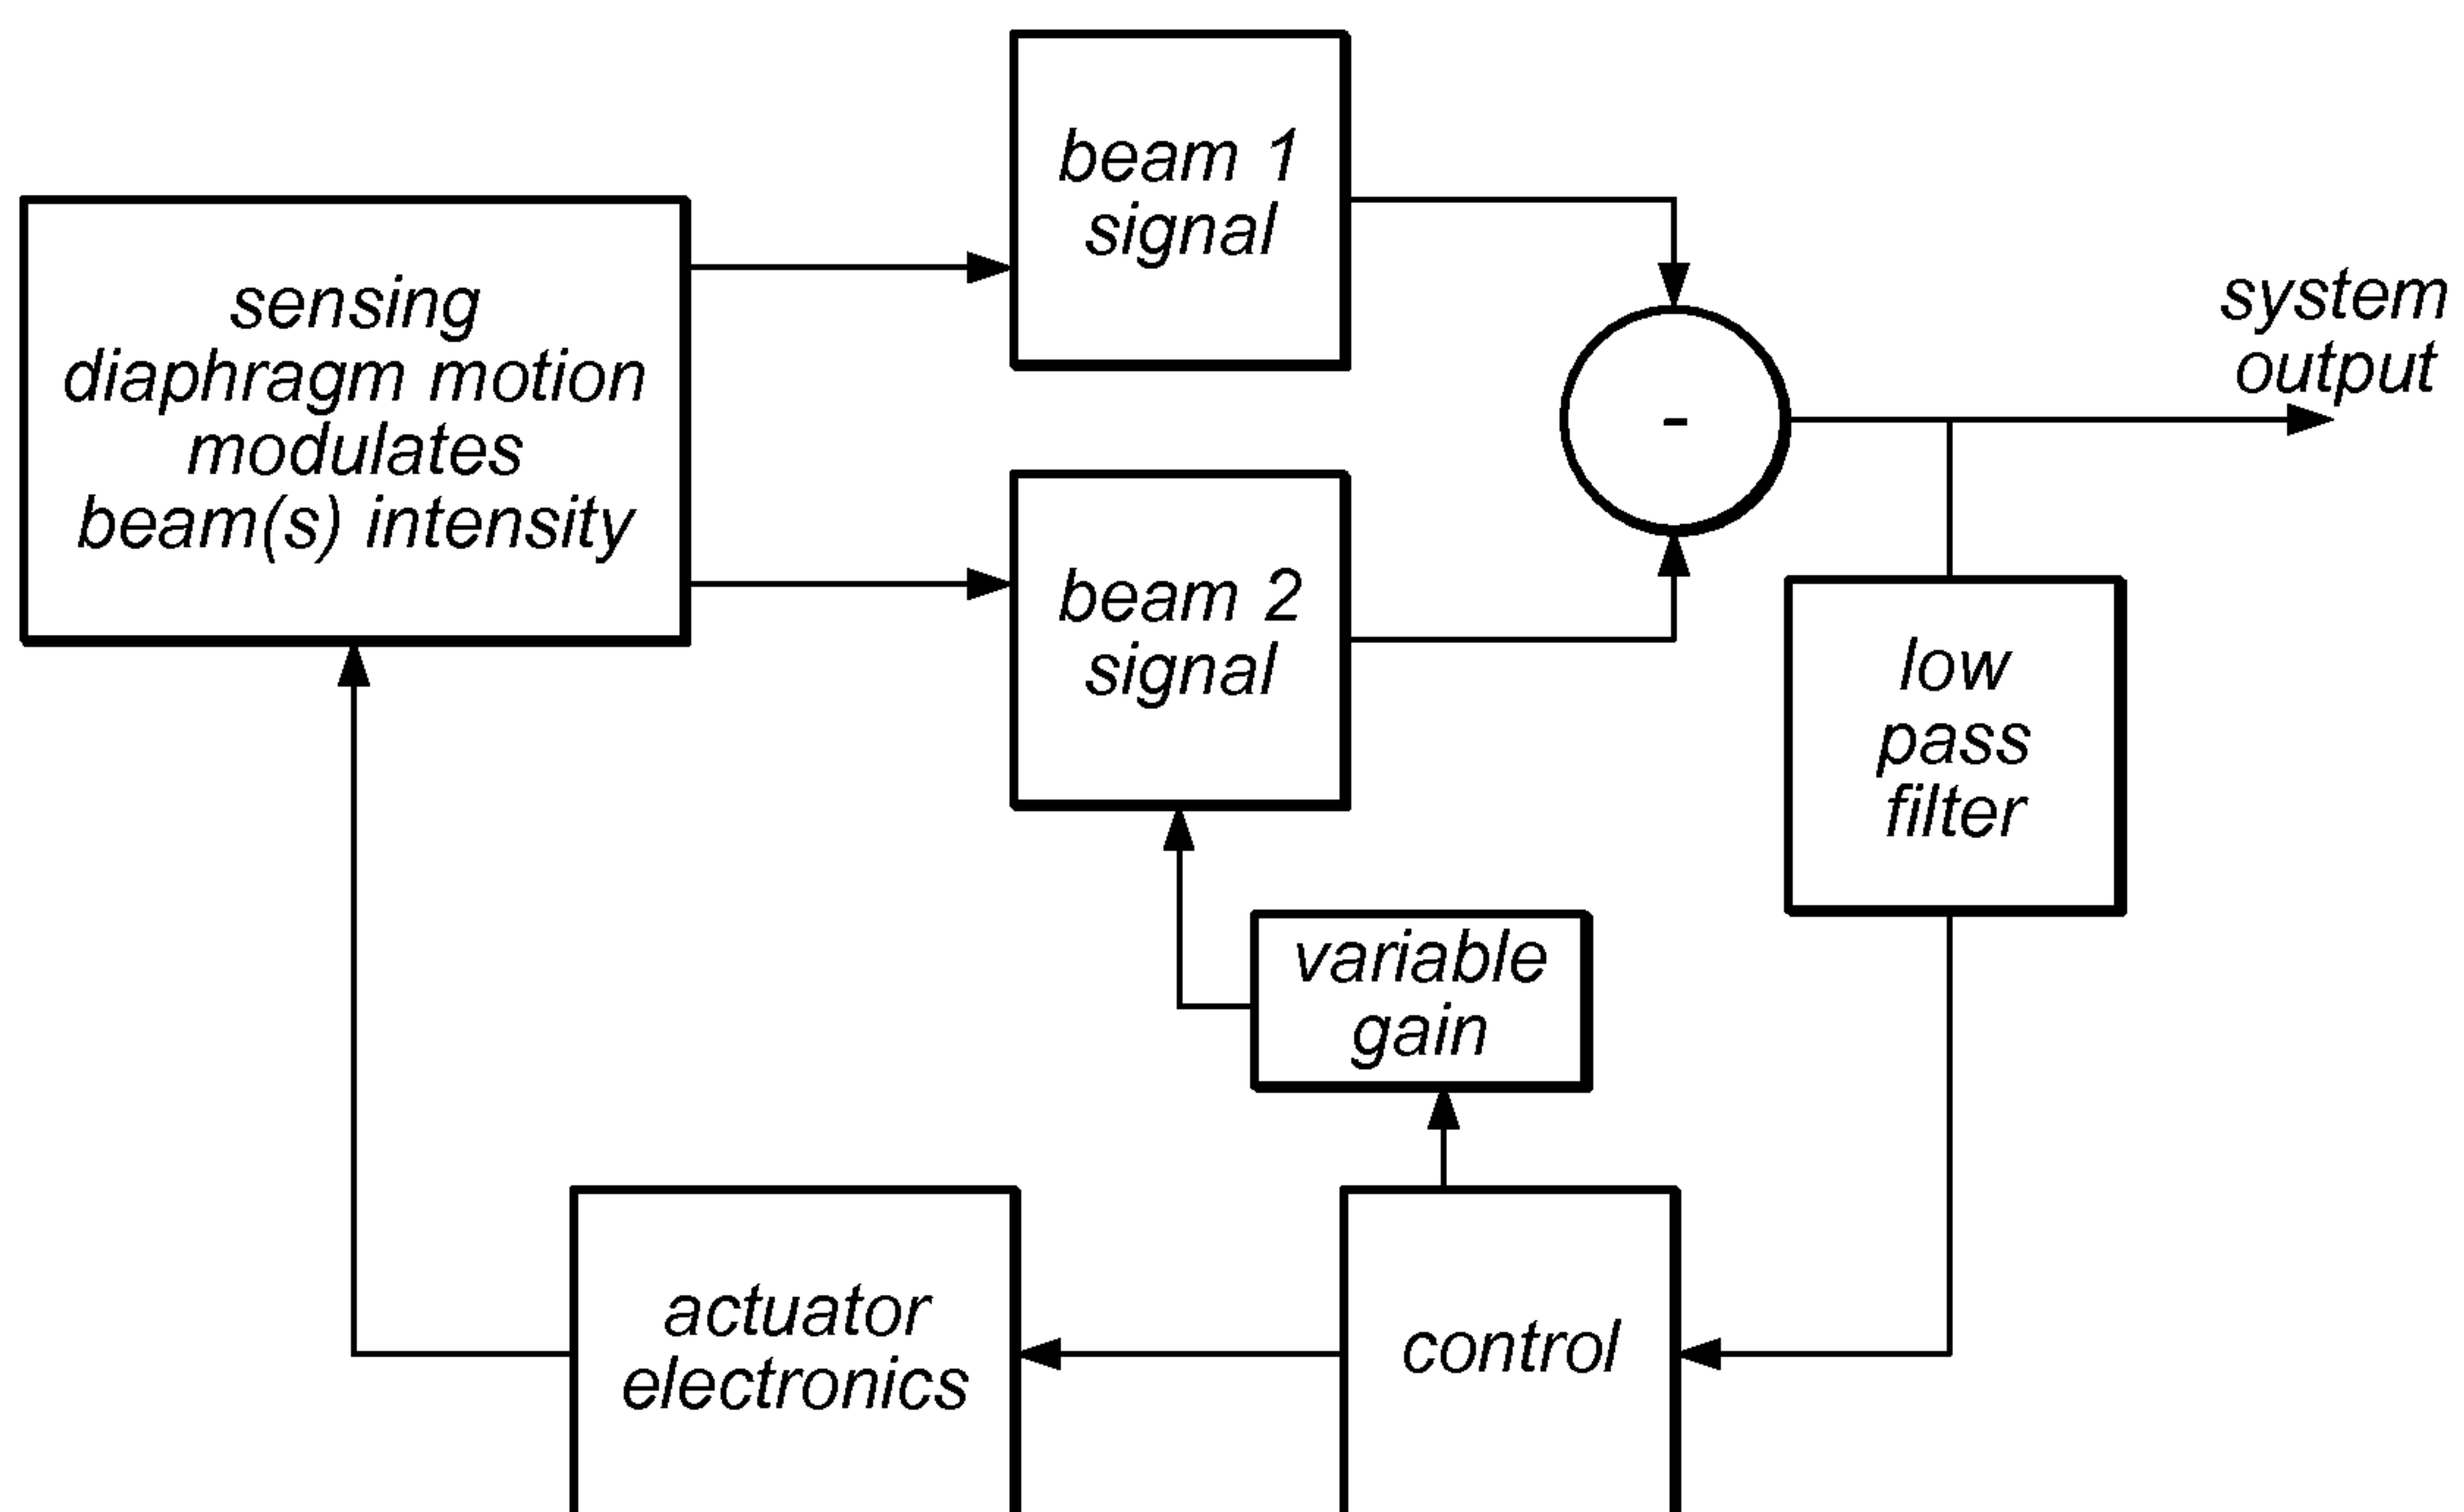 beam 1
signal
sensing
diaphragm motion
modulates
beam(s) intensity
-
system
output
beam 2
signal
low
pass
filter
variable
gain
actuator
electronics
control